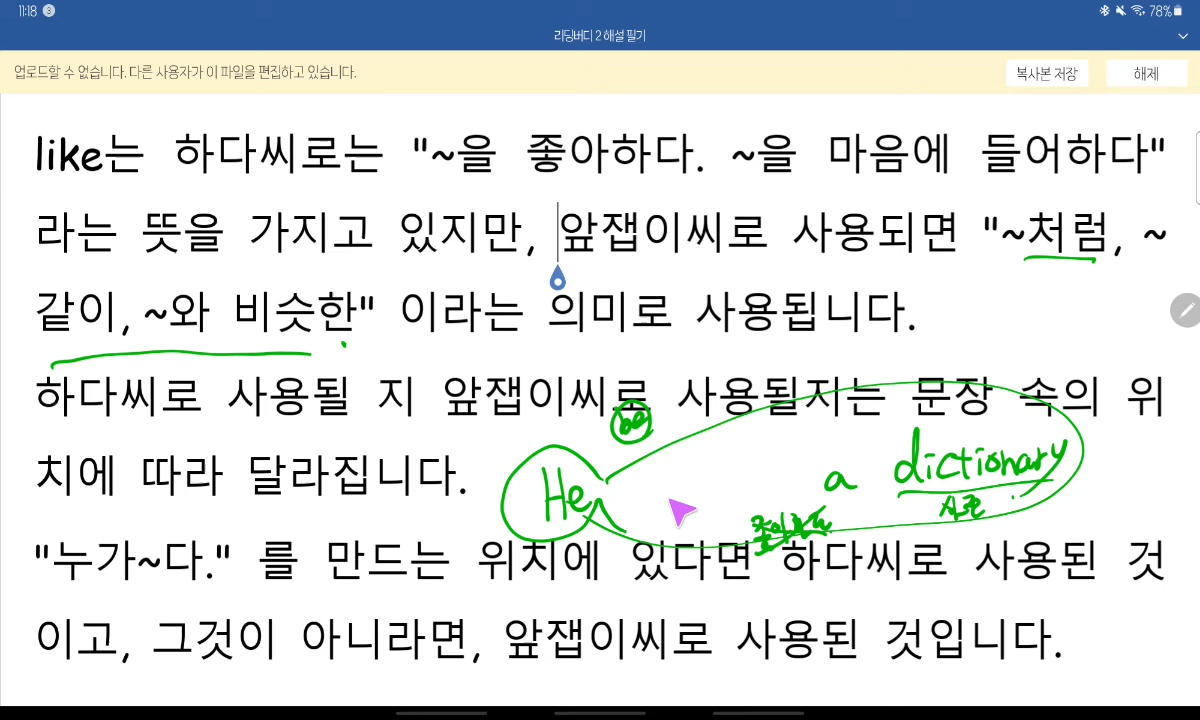 11:18 3 78%
리딩버디 2 해설 필기
업로드할 수 없습니다. 다른 사용자가 이 파일을 편집하고 있습니다. 복사본 저장 해제
like는 하다씨로는 "~을 좋아하다. ~을 마음에 들어하다"
라는 뜻을 가지고 있지만, 앞잽이씨로 사용되면 "~처럼, ~
같이, ~와 비슷한" 이라는 의미로 사용됩니다.
하다씨로 사용될 지 앞잽이씨로 사용될지는 문장 속의 위
be
치에 따라 달라집니다.
He a dictionary
사전
"누가~다." 를 만드는 위치에 있다면 하다씨로 사용된 것
이고, 그것이 아니라면, 앞잽이씨로 사용된 것입니다.